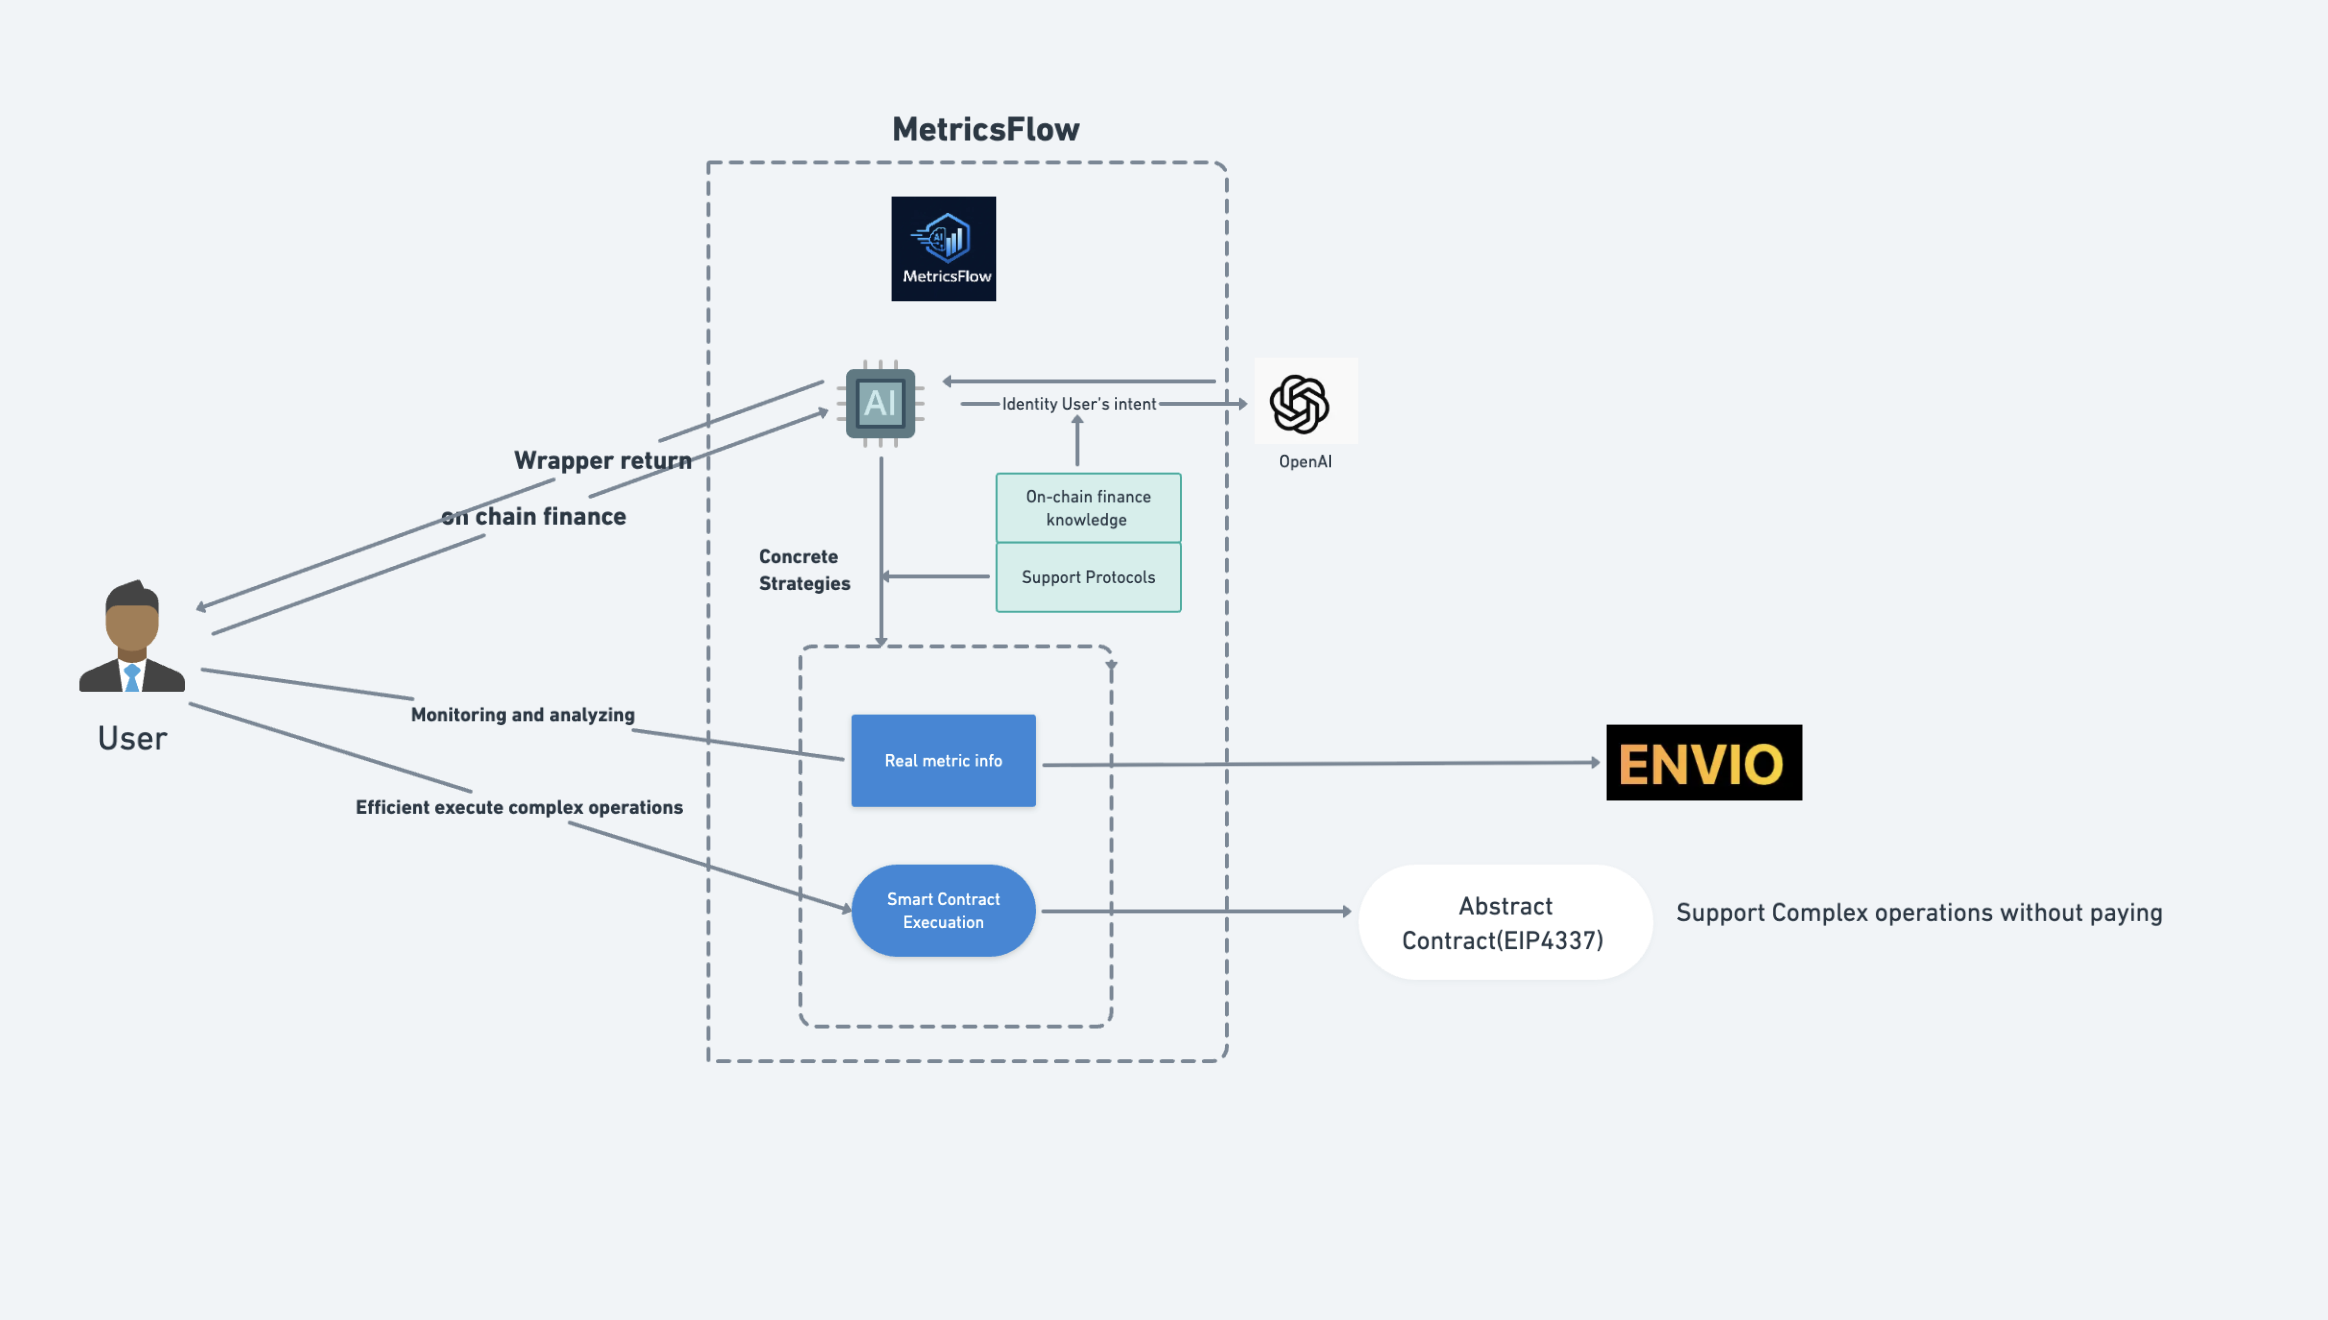 MetricsFlow
AI
MetricsFlow
AI
Identity User's intent
OpenAI
Wrapper return
on chain finance
On-chain finance
knowledge
Support Protocols
Concrete
Strategies
User
Monitoring and analyzing
Efficient execute complex operations
Real metric info
ENVIO
Smart Contract
Execuation
Abstract
Contract(EIP4337)
Support Complex operations without paying